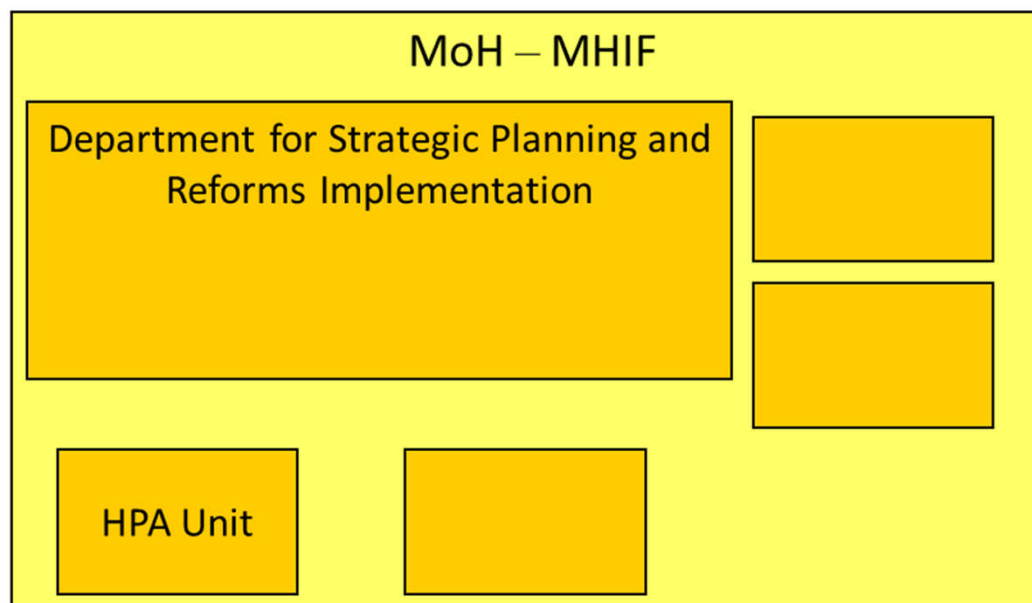 MoH – MHIF
Department for Strategic Planning and
Reforms Implementation
HPA Unit